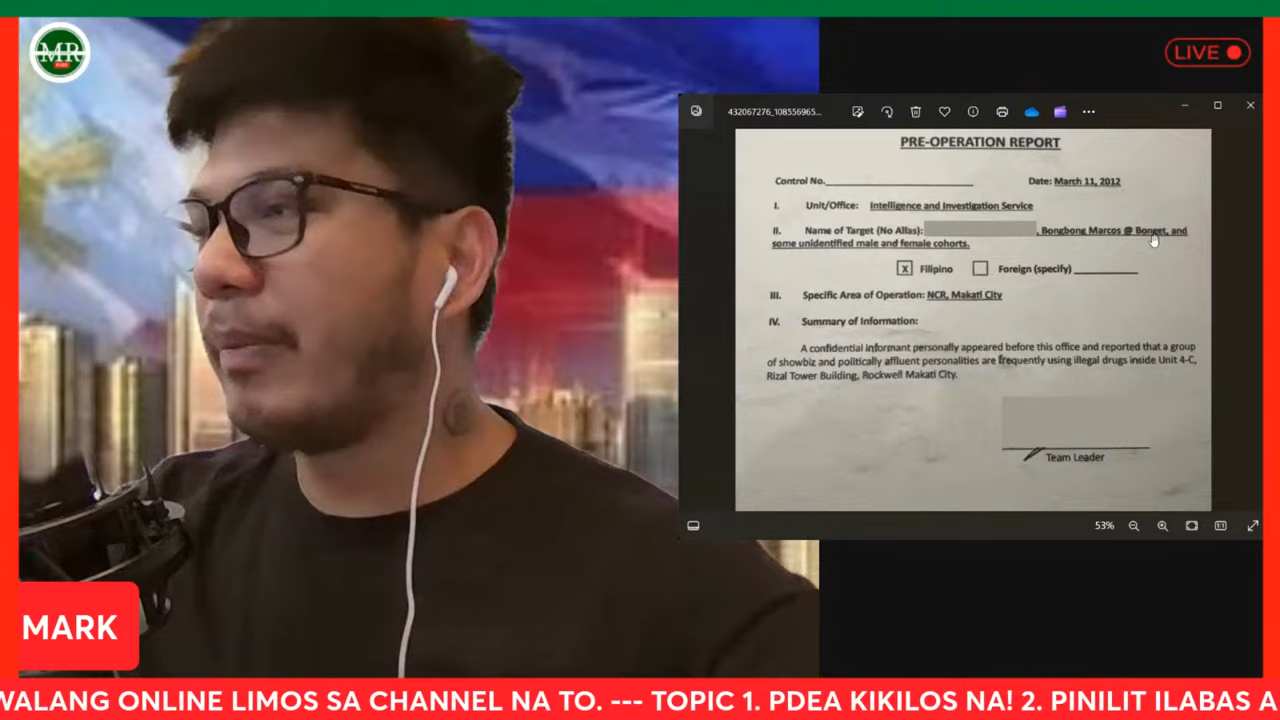 MR
LIVE
432067276_108556965...
PRE-OPERATION REPORT
Control No.
Date: March 11, 2012
I. Unit/Office: Intelligence and Investigation Service
II. Name of Target (No Alias): , Bongbong Marcos @ Bonget, and
some unidentified male and female cohorts.
X Filipino Foreign (specify)
III. Specific Area of Operation: NCR, Makati City
IV. Summary of Information:
A confidential informant personally appeared before this office and reported that a group
of showbiz and politically affluent personalities are frequently using illegal drugs inside Unit 4-C,
Rizal Tower Building, Rockwell Makati City.
Team Leader
53%
MARK
WALANG ONLINE LIMOS SA CHANNEL NA TO. --- TOPIC 1. PDEA KIKILOS NA! 2. PINILIT ILABAS A